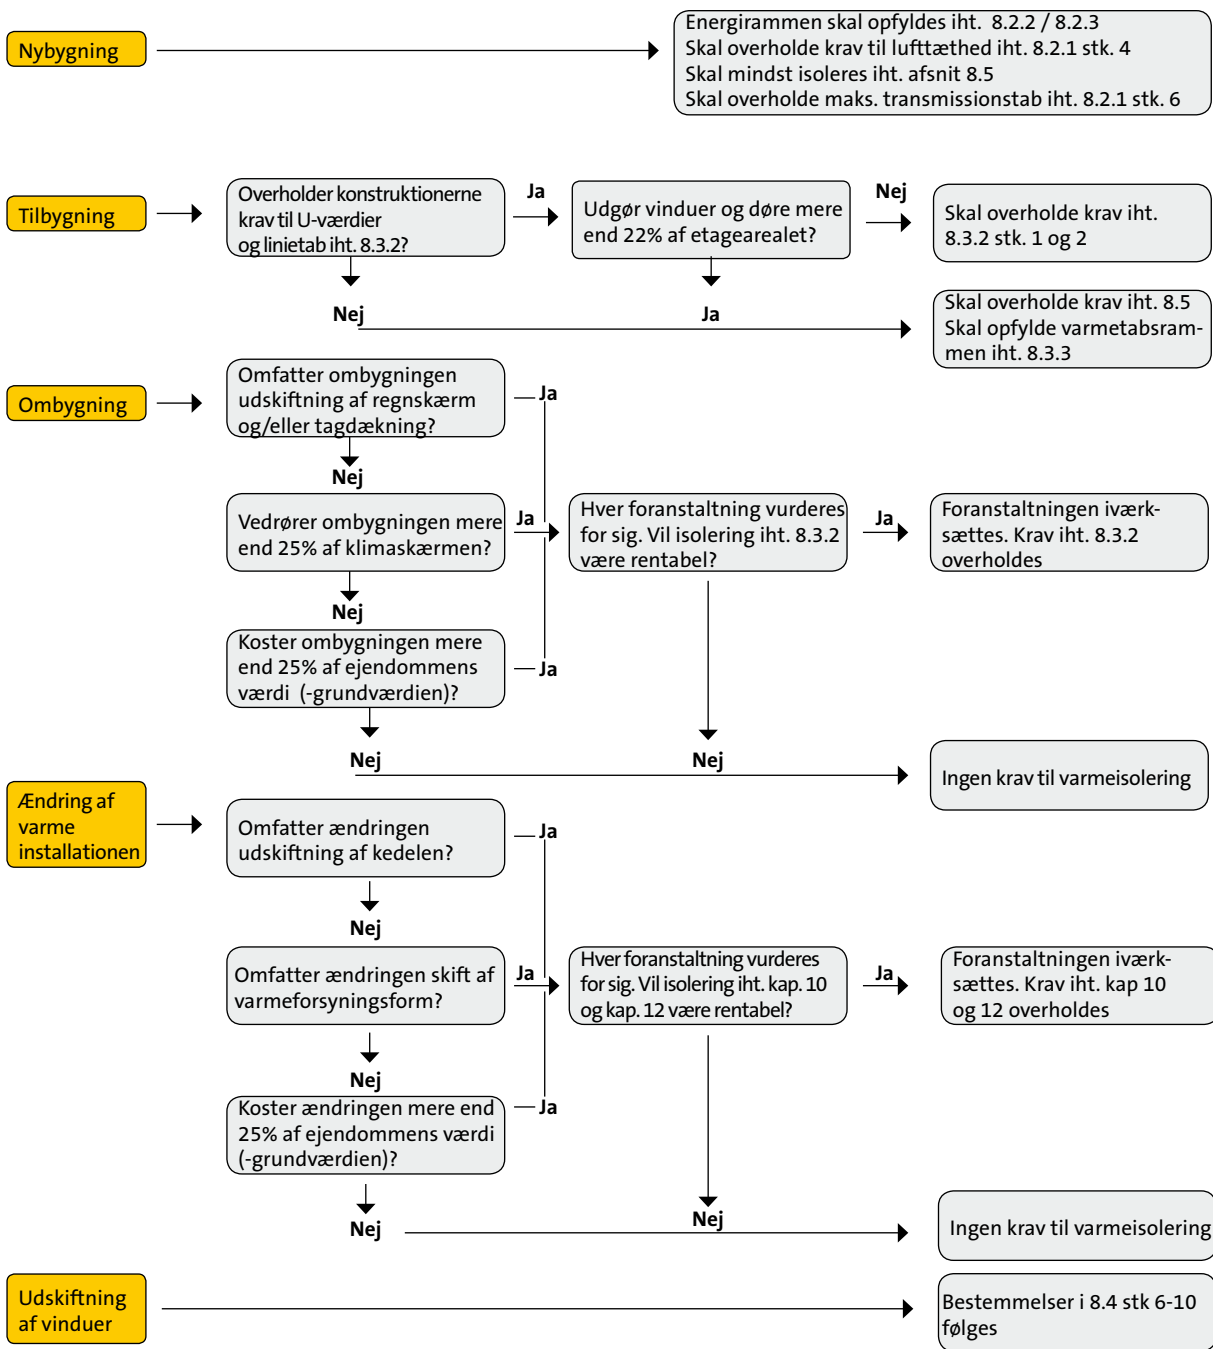 Nybygning
Energirammen skal opfyldes iht. 8.2.2 / 8.2.3
Skal overholde krav til lufttæthed iht. 8.2.1 stk. 4
Skal mindst isoleres iht. afsnit 8.5
Skal overholde maks. transmissionstab iht. 8.2.1 stk. 6
Tilbygning
Overholder konstruktionerne
krav til U-værdier
og linietab iht. 8.3.2?
Ja
Udgør vinduer og døre mere
end 22% af etagearealet?
Nej
Skal overholde krav iht.
8.3.2 stk. 1 og 2
Nej
Ja
Skal overholde krav iht. 8.5
Skal opfylde varmetabsram-
men iht. 8.3.3
Ombygning
Omfatter ombygningen
udskiftning af regnskærm
og/eller tagdækning?
Ja
Nej
Vedrører ombygningen mere
end 25% af klimaskærmen?
Ja
Hver foranstaltning vurderes
for sig. Vil isolering iht. 8.3.2
være rentabel?
Ja
Foranstaltningen iværk-
sættes. Krav iht. 8.3.2
overholdes
Nej
Koster ombygningen mere
end 25% af ejendommens
værdi (-grundværdien)?
Ja
Nej
Nej
Ingen krav til varmeisolering
Ændring af
varme
installationen
Omfatter ændringen
udskiftning af kedelen?
Ja
Nej
Omfatter ændringen skift af
varmeforsyningsform?
Ja
Hver foranstaltning vurderes
for sig. Vil isolering iht. kap. 10
og kap. 12 være rentabel?
Ja
Foranstaltningen iværk-
sættes. Krav iht. kap 10
og 12 overholdes
Nej
Koster ændringen mere end
25% af ejendommens værdi
(-grundværdien)?
Ja
Nej
Nej
Ingen krav til varmeisolering
Udskiftning
af vinduer
Bestemmelser i 8.4 stk 6-10
følges